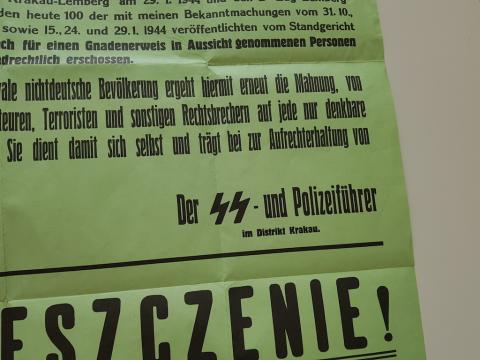 Krakau-Lemberg am 29. 1. 1944
den heute 100 der mit meinen Bekanntmachungen vom 31. 10.,
sowie 15., 24. und 29. 1. 1944 veröffentlichten vom Standgericht
ch für einen Gnadenerweis in Aussicht genommenen Personen
ndrechtlich erschossen.
ale nichtdeutsche Bevölkerung ergeht hiermit erneut die Mahnung, von
teuren, Terroristen und sonstigen Rechtsbrechern auf jede nur denkbare
Sie dient damit sich selbst und trägt bei zur Aufrechterhaltung von
Der SS- und Polizeiführer
im Distrikt Krakau.
ESZCZENIE!